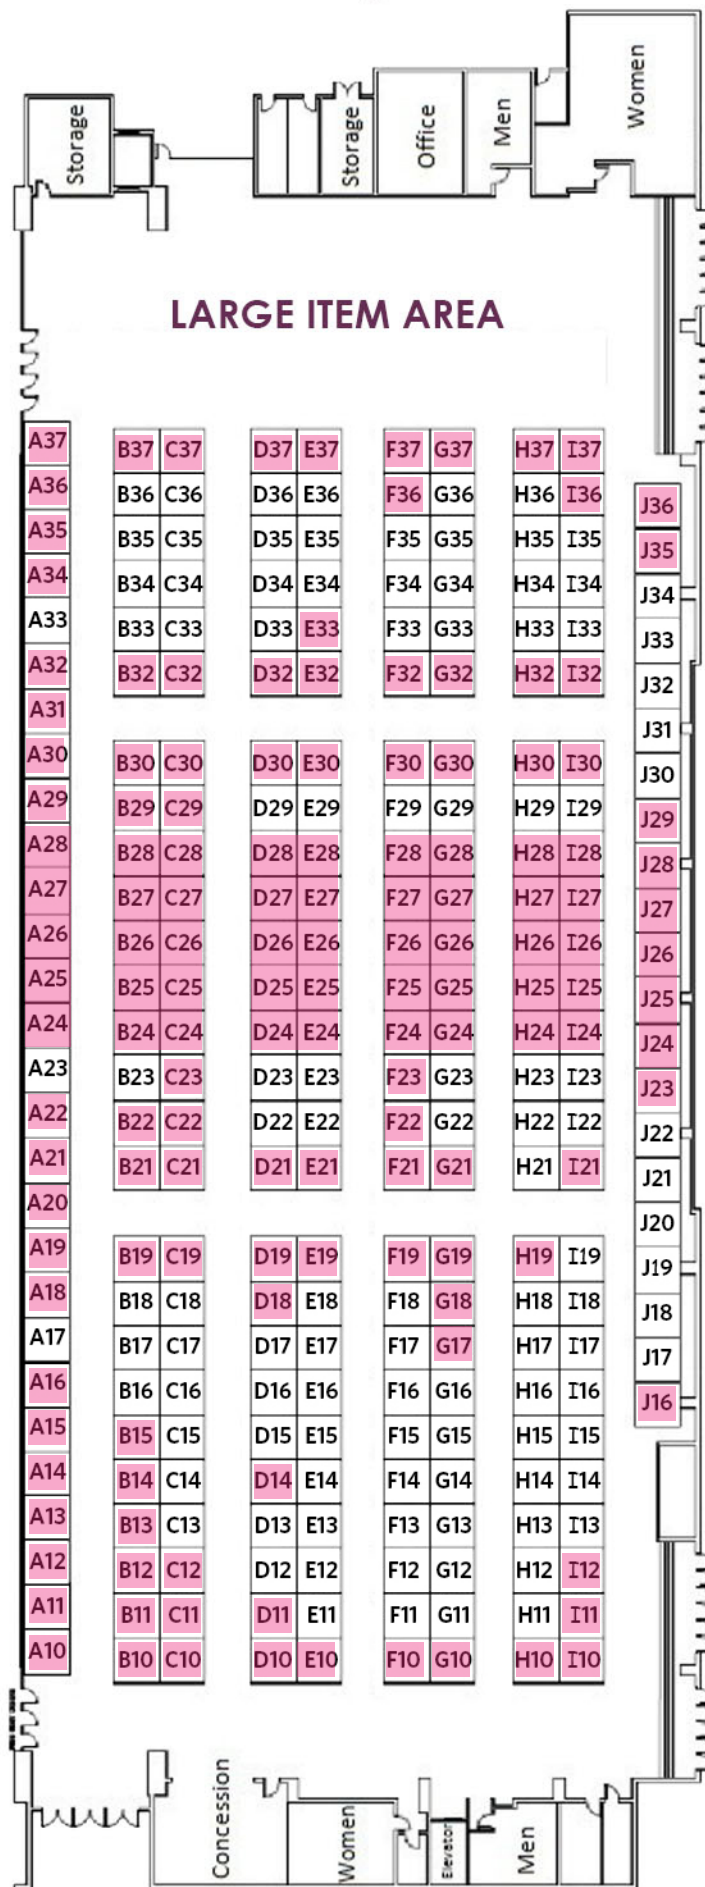 Women
Storage
Storage
Office
Men
LARGE ITEM AREA
A37
B37 C37 D37 E37 F37 G37 H37 I37
A36
B36 C36 D36 E36 F36 G36 H36 I36
J36
A35
B35 C35 D35 E35 F35 G35 H35 I35
J35
A34
B34 C34 D34 E34 F34 G34 H34 I34
J34
A33
B33 C33 D33 E33 F33 G33 H33 I33
J33
A32
B32 C32 D32 E32 F32 G32 H32 I32
J32
A31
J31
A30
B30 C30 D30 E30 F30 G30 H30 I30
J30
A29
B29 C29 D29 E29 F29 G29 H29 I29
J29
A28
B28 C28 D28 E28 F28 G28 H28 I28
J28
A27
B27 C27 D27 E27 F27 G27 H27 I27
J27
A26
B26 C26 D26 E26 F26 G26 H26 I26
J26
A25
B25 C25 D25 E25 F25 G25 H25 I25
J25
A24
B24 C24 D24 E24 F24 G24 H24 I24
J24
A23
B23 C23 D23 E23 F23 G23 H23 I23
J23
A22
B22 C22 D22 E22 F22 G22 H22 I22
J22
A21
B21 C21 D21 E21 F21 G21 H21 I21
J21
A20
J20
A19
B19 C19 D19 E19 F19 G19 H19 I19
J19
A18
B18 C18 D18 E18 F18 G18 H18 I18
J18
A17
B17 C17 D17 E17 F17 G17 H17 I17
J17
A16
B16 C16 D16 E16 F16 G16 H16 I16
J16
A15
B15 C15 D15 E15 F15 G15 H15 I15
A14
B14 C14 D14 E14 F14 G14 H14 I14
A13
B13 C13 D13 E13 F13 G13 H13 I13
A12
B12 C12 D12 E12 F12 G12 H12 I12
A11
B11 C11 D11 E11 F11 G11 H11 I11
A10
B10 C10 D10 E10 F10 G10 H10 I10
Concession
Women
Elevator
Men